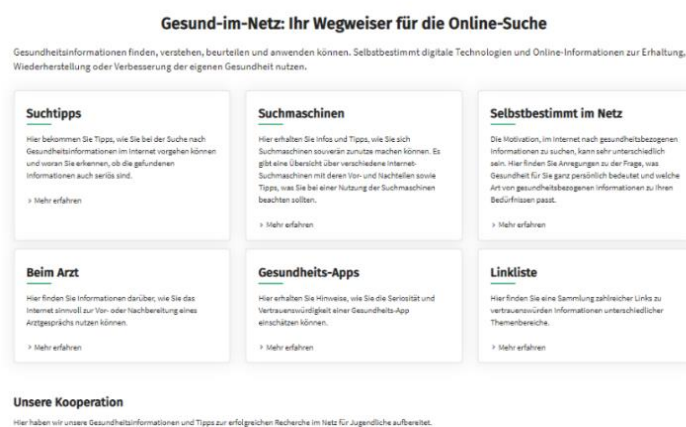 Gesund-im-Netz: Ihr Wegweiser für die Online-Suche
Gesundheitsinformationen finden, verstehen, beurteilen und anwenden können. Selbstbestimmt digitale Technologien und Online-Informationen zur Erhaltung,
Wiederherstellung oder Verbesserung der eigenen Gesundheit nutzen.
Suchtipps
Hier bekommen Sie Tipps, wie Sie bei der Suche nach
Gesundheitsinformationen im Internet vorgehen können
und woran Sie erkennen, ob die gefundenen
Informationen auch seriös sind.
> Mehr erfahren
Suchmaschinen
Hier erhalten Sie Infos und Tipps, wie Sie sich
Suchmaschinen souverän zunutze machen können. Es
gibt eine Übersicht über verschiedene Internet-
Suchmaschinen mit deren Vor- und Nachteilen sowie
Tipps, was Sie bei einer Nutzung der Suchmaschinen
beachten sollten.
> Mehr erfahren
Selbstbestimmt im Netz
Die Motivation, im Internet nach gesundheitsbezogenen
Informationen zu suchen, kann sehr unterschiedlich
sein. Hier finden Sie Anregungen zu der Frage, was
Gesundheit für Sie ganz persönlich bedeutet und welche
Art von gesundheitsbezogenen Informationen zu Ihren
Bedürfnissen passt.
> Mehr erfahren
Beim Arzt
Hier finden Sie Informationen darüber, wie Sie das
Internet sinnvoll zur Vor- oder Nachbereitung eines
Arztgesprächs nutzen können.
> Mehr erfahren
Gesundheits-Apps
Hier erhalten Sie Hinweise, wie Sie die Seriosität und
Vertrauenswürdigkeit einer Gesundheits-App
einschätzen können.
> Mehr erfahren
Linkliste
Hier finden Sie eine Sammlung zahlreicher Links zu
vertrauenswürden Informationen unterschiedlicher
Themenbereiche.
> Mehr erfahren
Unsere Kooperation
Hier haben wir unsere Gesundheitsinformationen und Tipps zur erfolgreichen Recherche im Netz für Jugendliche aufbereitet.